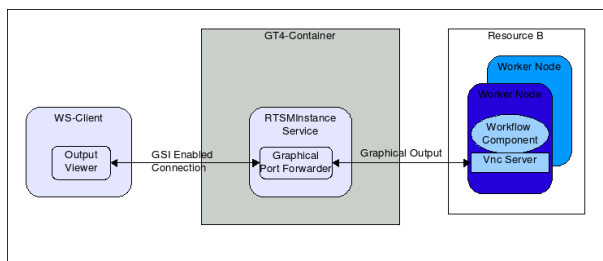 GT4-Container
Resource B
Worker Node
Worker Node
WS-Client
RTSMInstance
Service
Workflow
Component
Output
Viewer
GSI Enabled
Connection
Graphical
Port Forwarder
Graphical Output
Vnc Server